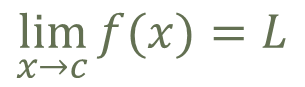 lim f(x) = L
x→c